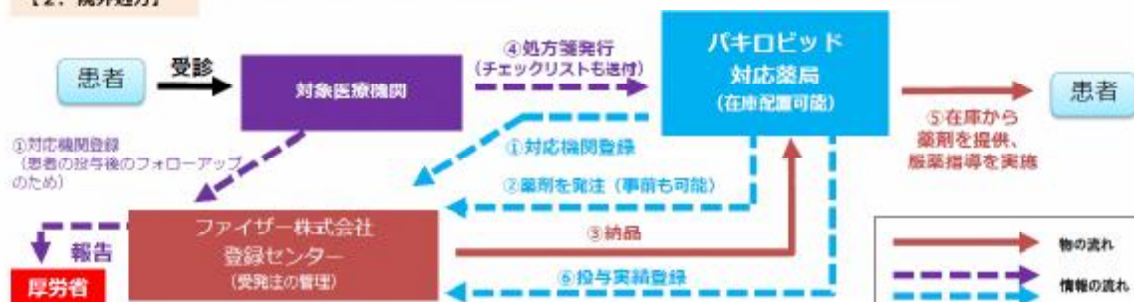 【2. 院外処方】
患者
受診
対象医療機関
④処方箋発行
(チェックリストも送付)
パキロビッド
対応薬局
(在庫配置可能)
患者
⑤在庫から
薬剤を提供、
服薬指導を実施
①対応機関登録
(患者の投与後のフォローアップ
のため)
①対応機関登録
②薬剤を発注(事前も可能)
ファイザー株式会社
登録センター
(受発注の管理)
③納品
⑥投与実績登録
報告
厚労省
物の流れ
情報の流れ